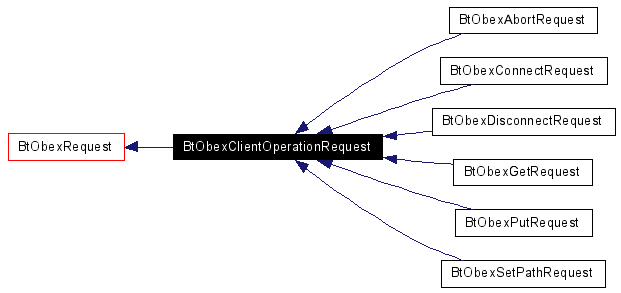 BtObexAbortRequest
BtObexConnectRequest
BtObexDisconnectRequest
BtObexRequest
BtObexClientOperationRequest
BtObexGetRequest
BtObexPutRequest
BtObexSetPathRequest